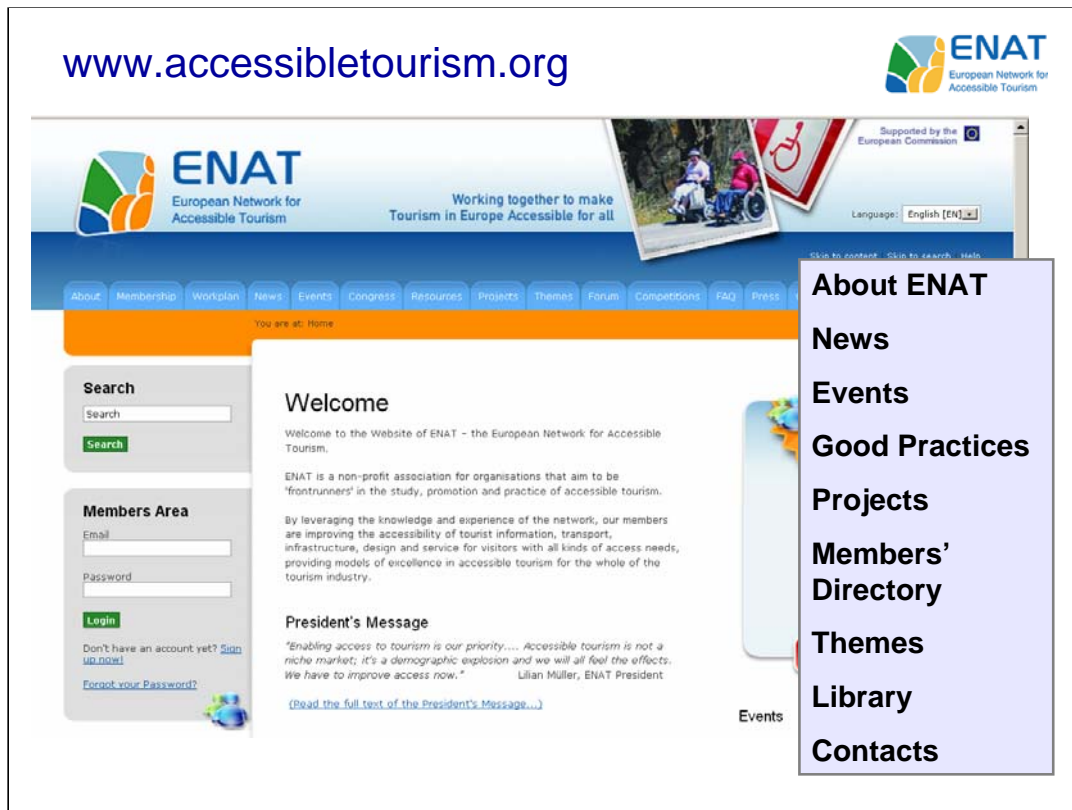 www.accessibletourism.org
ENAT
European Network for
Accessible Tourism
ENAT
European Network for
Accessible Tourism
Working together to make
Tourism in Europe Accessible for all
Supported by the
European Commission
Language: English [EN]
Skip to content Skip to search Help
About Membership Workplan News Events Congress Resources Projects Themes Forum Competitions FAQ Press
You are at: Home
Search
Search
Search
Members Area
Email
Password
Login
Don't have an account yet? Sign
up now!
Forgot your Password?
Welcome
Welcome to the Website of ENAT - the European Network for Accessible
Tourism.
ENAT is a non-profit association for organisations that aim to be
'frontrunners' in the study, promotion and practice of accessible tourism.
By leveraging the knowledge and experience of the network, our members
are improving the accessibility of tourist information, transport,
infrastructure, design and service for visitors with all kinds of access needs,
providing models of excellence in accessible tourism for the whole of the
tourism industry.
President's Message
"Enabling access to tourism is our priority.... Accessible tourism is not a
niche market; it's a demographic explosion and we will all feel the effects.
We have to improve access now." Lilian Müller, ENAT President
(Read the full text of the President's Message...)
Events
About ENAT
News
Events
Good Practices
Projects
Members'
Directory
Themes
Library
Contacts